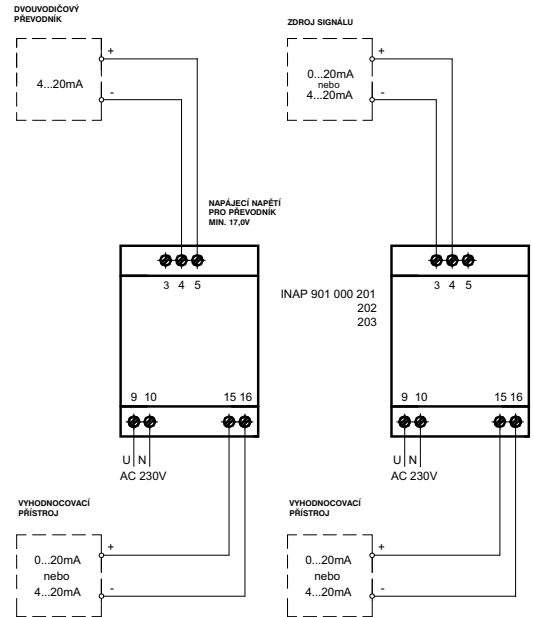 DVOUVODIČOVÝ
PŘEVODNÍK
4...20mA
+
-
NAPÁJECÍ NAPĚTÍ
PRO PŘEVODNÍK
MIN. 17,0V
3 4 5
9 10 15 16
U N
AC 230V
VYHODNOCOVACÍ
PŘÍSTROJ
0...20mA
nebo
4...20mA
+
-
ZDROJ SIGNÁLU
0...20mA
nebo
4...20mA
+
-
INAP 901 000 201
202
203
3 4 5
9 10 15 16
U N
AC 230V
VYHODNOCOVACÍ
PŘÍSTROJ
0...20mA
nebo
4...20mA
+
-